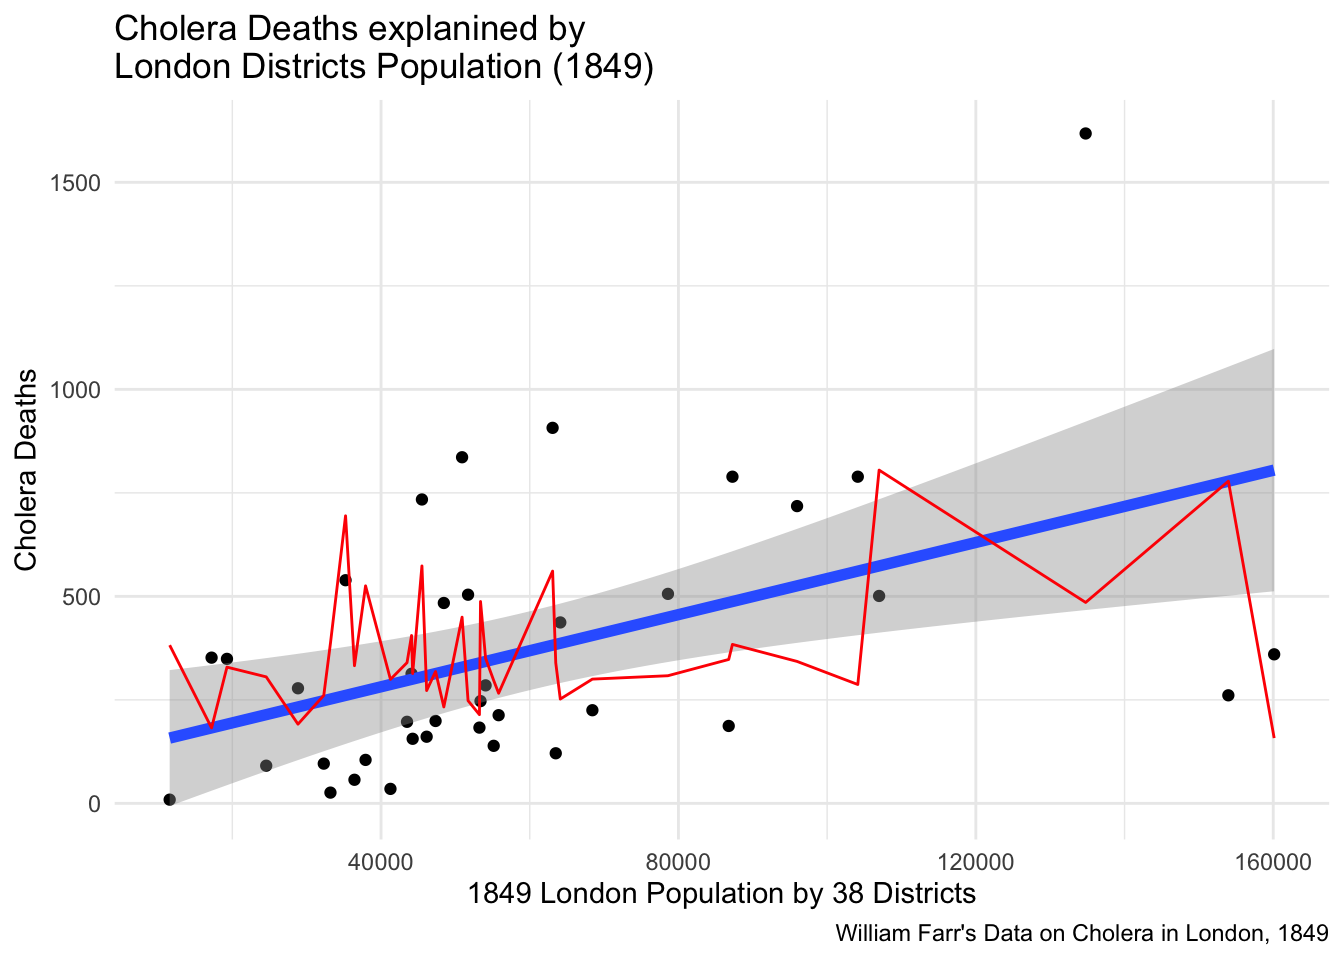 Cholera Deaths explanined by
London Districts Population (1849)
1500
1000
500
0
Cholera Deaths
40000 80000 120000 160000
1849 London Population by 38 Districts
William Farr's Data on Cholera in London, 1849